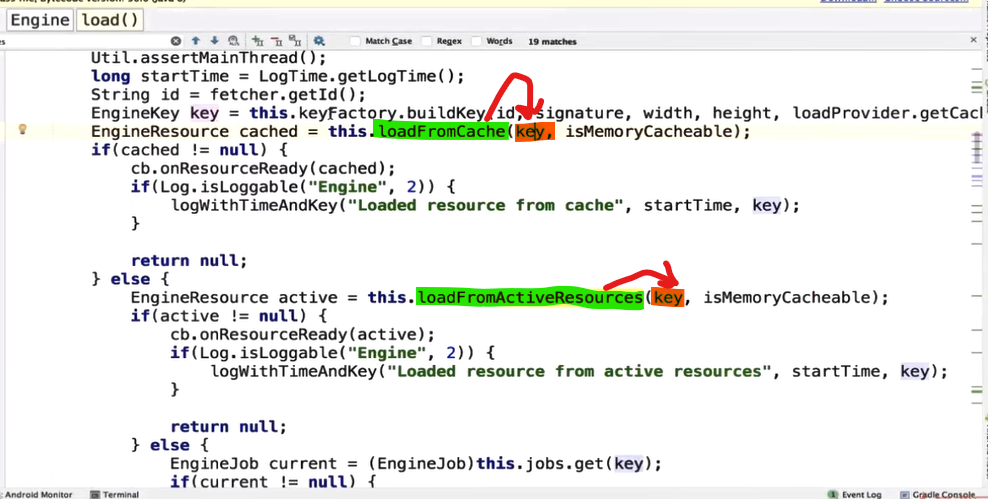 Engine load()
Match Case Regex Words 19 matches
Util.assertMainThread();
long startTime = LogTime.getLogTime();
String id = fetcher.getId();
EngineKey key = this.keyFactory.buildKey(id, signature, width, height, loadProvider.getCach
EngineResource cached = this.loadFromCache(key, isMemoryCacheable);
if(cached != null) {
cb.onResourceReady(cached);
if(Log.isLoggable("Engine", 2)) {
logWithTimeAndKey("Loaded resource from cache", startTime, key);
}
return null;
} else {
EngineResource active = this.loadFromActiveResources(key, isMemoryCacheable);
if(active != null) {
cb.onResourceReady(active);
if(Log.isLoggable("Engine", 2)) {
logWithTimeAndKey("Loaded resource from active resources", startTime, key);
}
return null;
} else {
EngineJob current = (EngineJob)this.jobs.get(key);
if(current != null) {
Android Monitor Terminal 1 Event Log Gradle Console